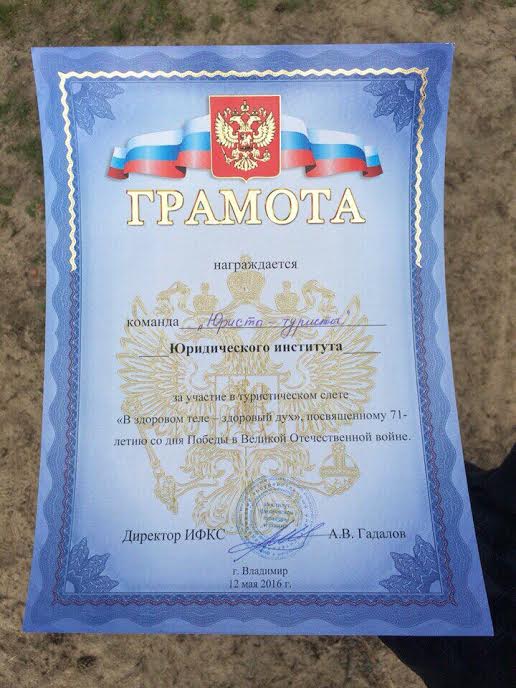 ГРАМОТА
награждается
команда „Юристы – туристы"
Юридического института
за участие в туристическом слете
«В здоровом теле – здоровый дух», посвященному 71-
летию со дня Победы в Великой Отечественной войне.
Директор ИФКС А.В. Гадалов
г. Владимир
12 мая 2016 г.